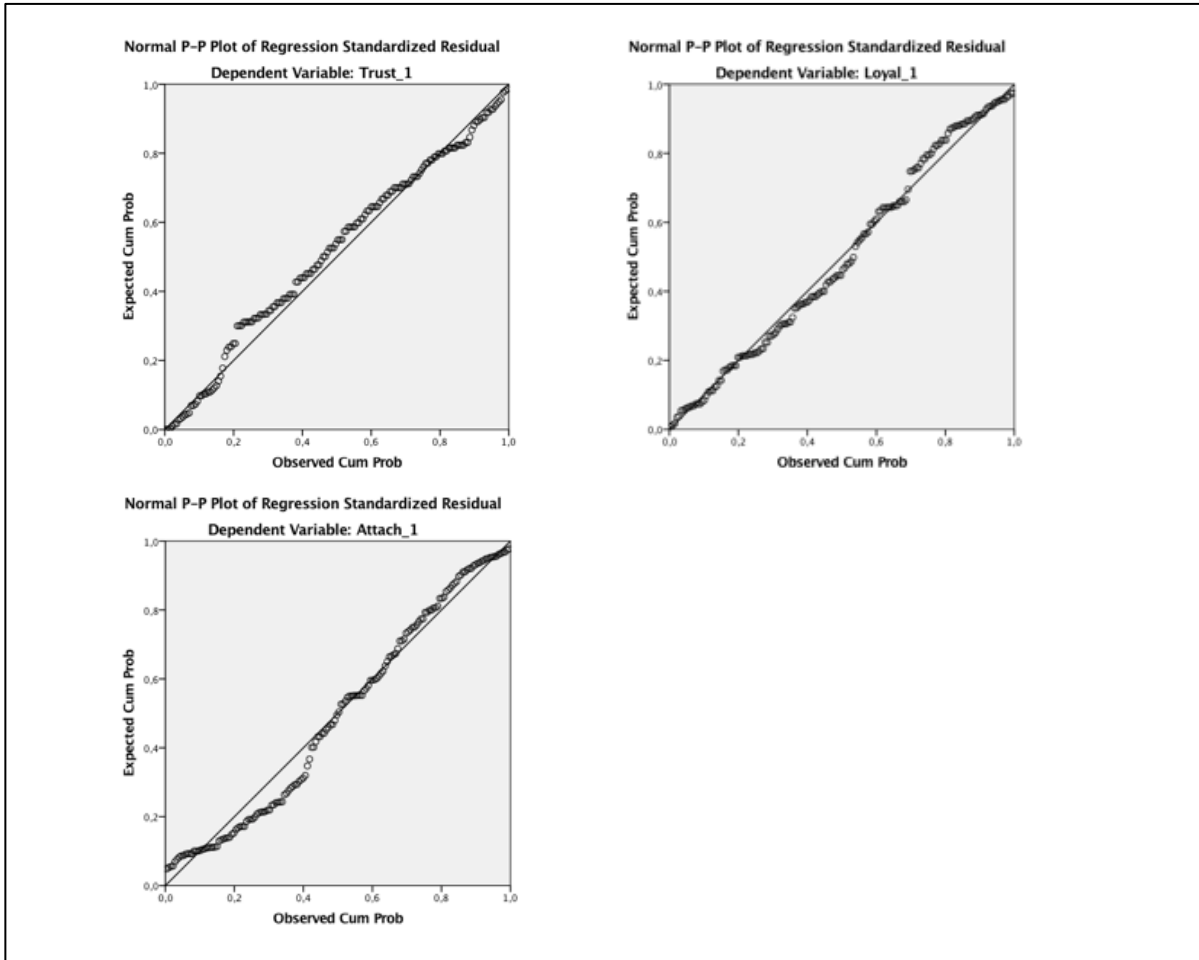 Normal P-P Plot of Regression Standardized Residual
Dependent Variable: Trust_1
1,0
0,8
0,6
0,4
0,2
0,0
0,0 0,2 0,4 0,6 0,8 1,0
Expected Cum Prob
Observed Cum Prob
Normal P-P Plot of Regression Standardized Residual
Dependent Variable: Loyal_1
1,0
0,8
0,6
0,4
0,2
0,0
0,0 0,2 0,4 0,6 0,8 1,0
Expected Cum Prob
Observed Cum Prob
Normal P-P Plot of Regression Standardized Residual
Dependent Variable: Attach_1
1,0
0,8
0,6
0,4
0,2
0,0
0,0 0,2 0,4 0,6 0,8 1,0
Expected Cum Prob
Observed Cum Prob